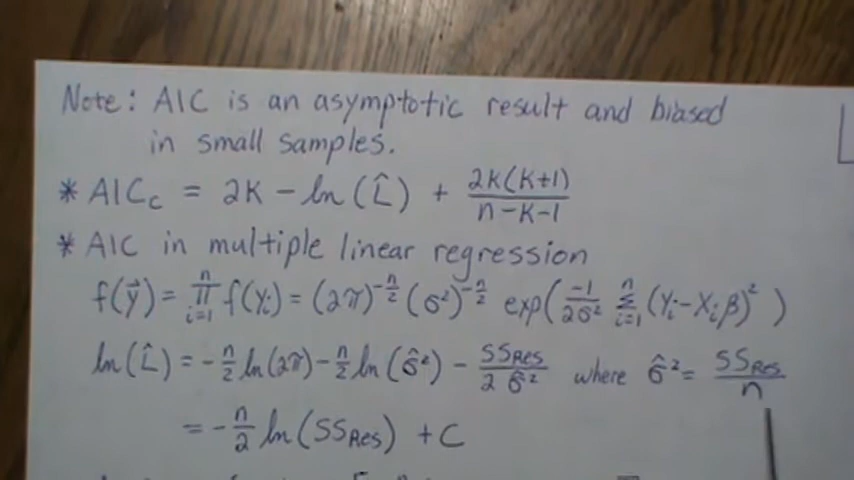 Note: AIC is an asymptotic result and biased
in small samples.
* AICc = 2K - ln(L̂) + 2K(K+1)/(n-K-1)
* AIC in multiple linear regression
f(y⃗) = ∏_{i=1}^{n} f(Yi) = (2π)^{-n/2} (σ²)^{-n/2} exp(-1/(2σ²) Σ_{i=1}^{n} (Yi - Xiβ)²)
ln(L̂) = -n/2 ln(2π) - n/2 ln(σ̂²) - SSRes/(2σ̂²) where σ̂² = SSRes/n
= -n/2 ln(SSRes) + C